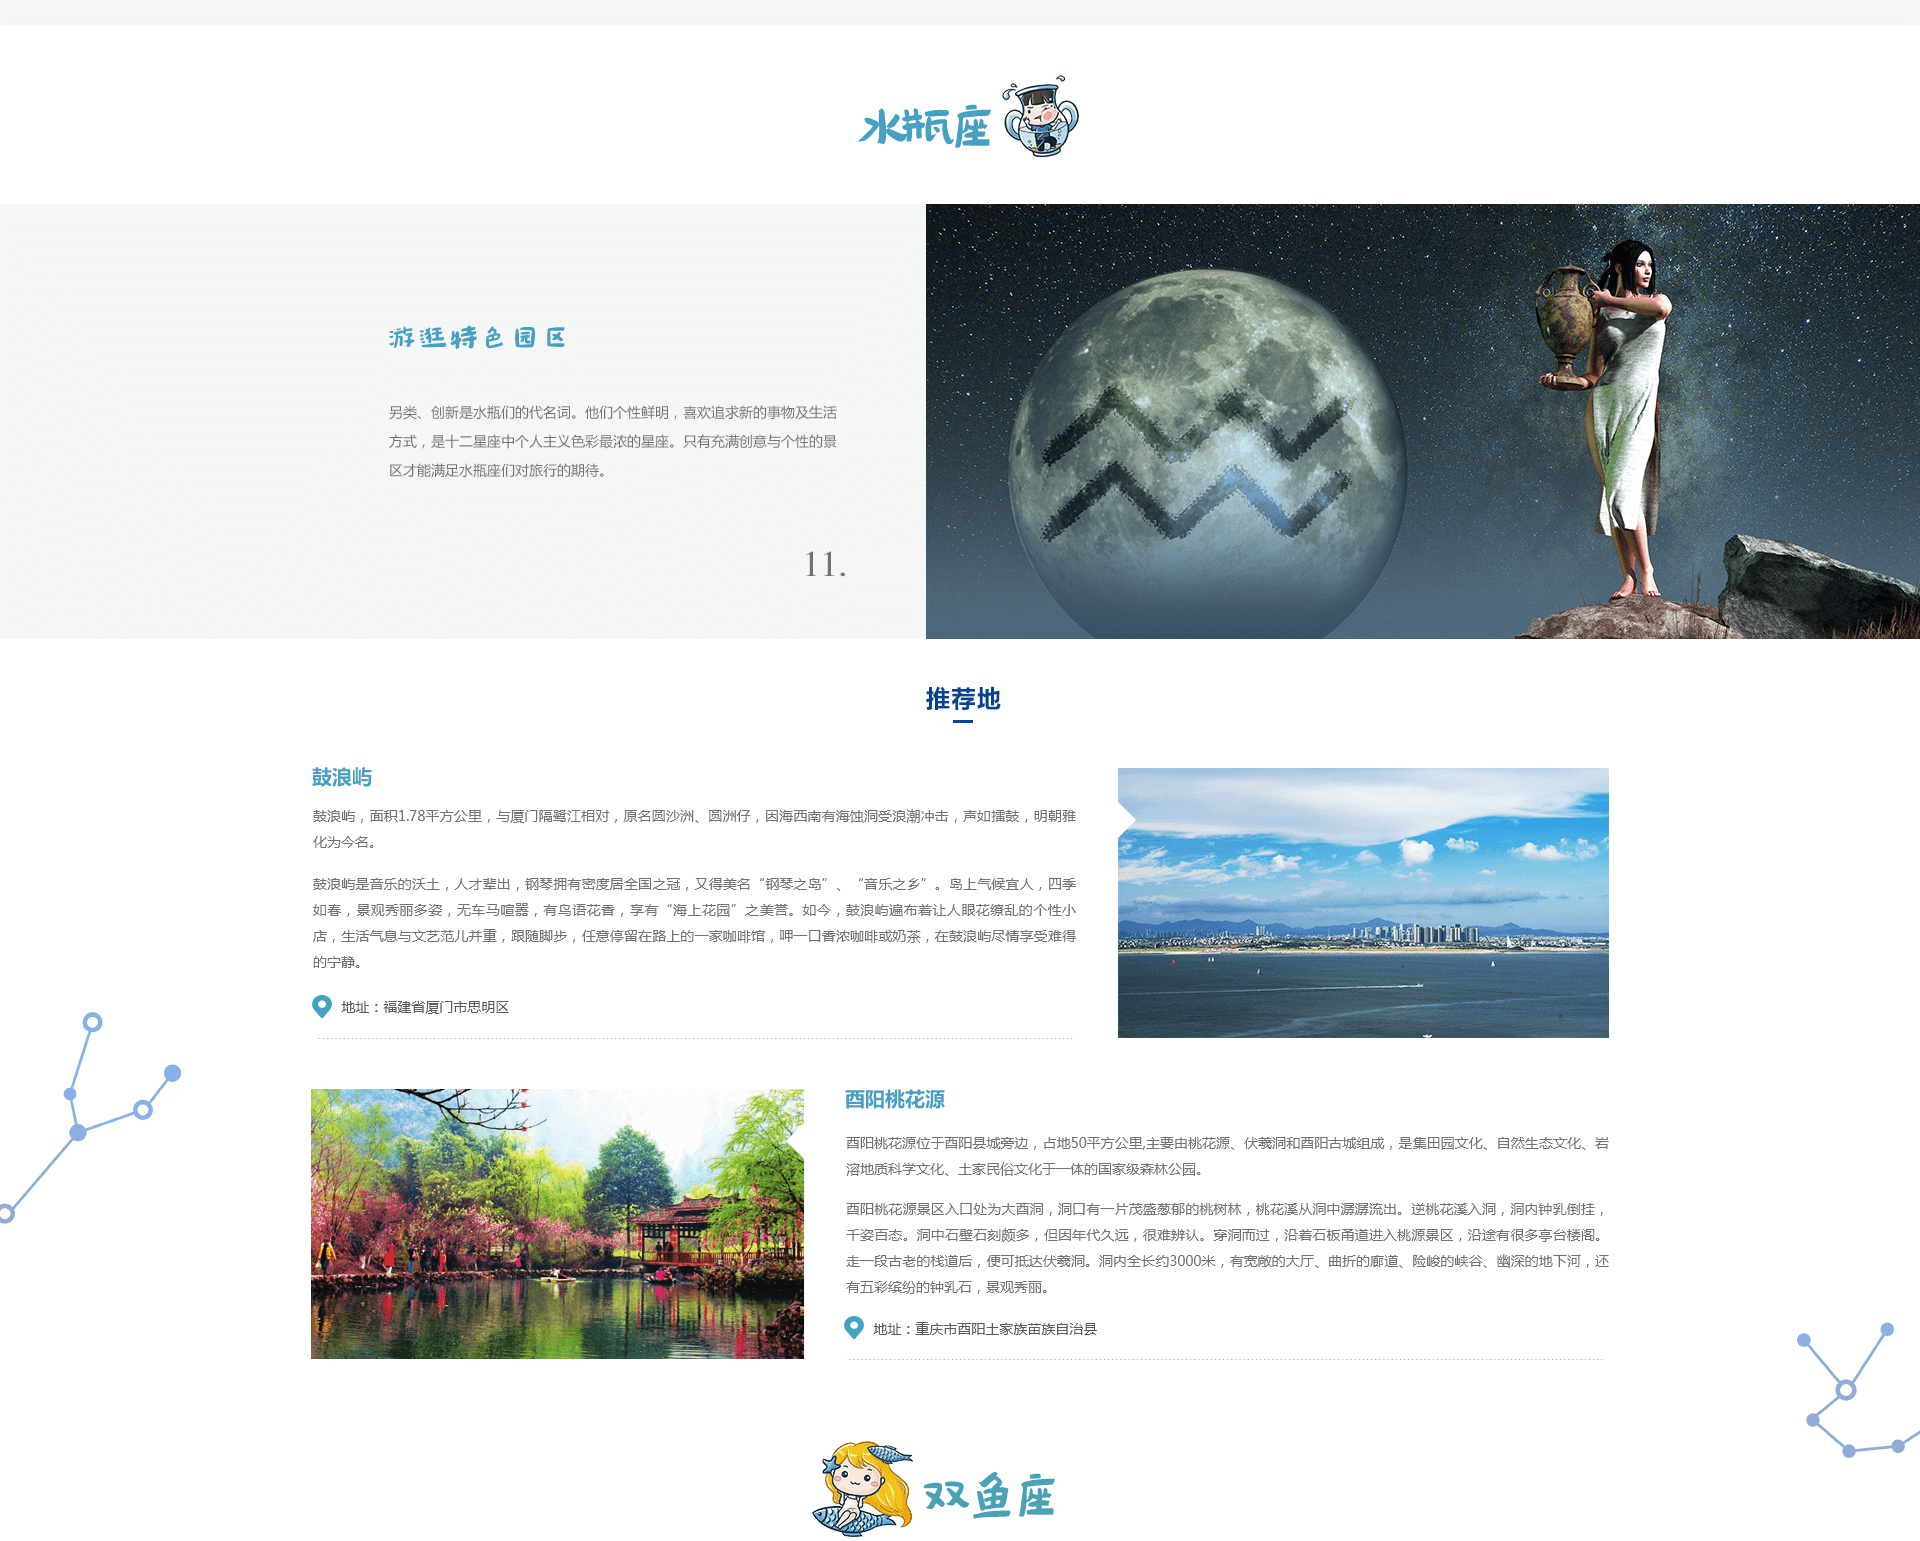 水瓶座
游逛特色园区
另类、创新是水瓶们的代名词。他们个性鲜明，喜欢追求新的事物及生活
方式，是十二星座中个人主义色彩最浓的星座。只有充满创意与个性的景
区才能满足水瓶座们对旅行的期待。
11.
推荐地
鼓浪屿
鼓浪屿，面积1.78平方公里，与厦门隔鹭江相对，原名圆沙洲、圆洲仔，因海西南有海蚀洞受浪潮冲击，声如擂鼓，明朝雅
化为今名。
鼓浪屿是音乐的沃土，人才辈出，钢琴拥有密度居全国之冠，又得美名“钢琴之岛”、“音乐之乡”。岛上气候宜人，四季
如春，景观秀丽多姿，无车马喧嚣，有鸟语花香，享有“海上花园”之美誉。如今，鼓浪屿遍布着让人眼花缭乱的个性小
店，生活气息与文艺范儿并重，跟随脚步，任意停留在路上的一家咖啡馆，呷一口香浓咖啡或奶茶，在鼓浪屿尽情享受难得
的宁静。
地址：福建省厦门市思明区
酉阳桃花源
酉阳桃花源位于酉阳县城旁边，占地50平方公里,主要由桃花源、伏羲洞和酉阳古城组成，是集田园文化、自然生态文化、岩
溶地质科学文化、土家民俗文化于一体的国家级森林公园。
酉阳桃花源景区入口处为大酉洞，洞口有一片茂盛葱郁的桃树林，桃花溪从洞中潺潺流出。逆桃花溪入洞，洞内钟乳倒挂，
千姿百态。洞中石壁石刻颇多，但因年代久远，很难辨认。穿洞而过，沿着石板甬道进入桃源景区，沿途有很多亭台楼阁。
走一段古老的栈道后，便可抵达伏羲洞。洞内全长约3000米，有宽敞的大厅、曲折的廊道、险峻的峡谷、幽深的地下河，还
有五彩缤纷的钟乳石，景观秀丽。
地址：重庆市酉阳土家族苗族自治县
双鱼座